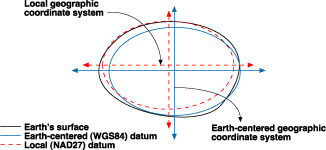 Local geographic
coordinate system
Earth-centered geographic
coordinate system
Earth's surface
Earth-centered (WGS84) datum
Local (NAD27) datum